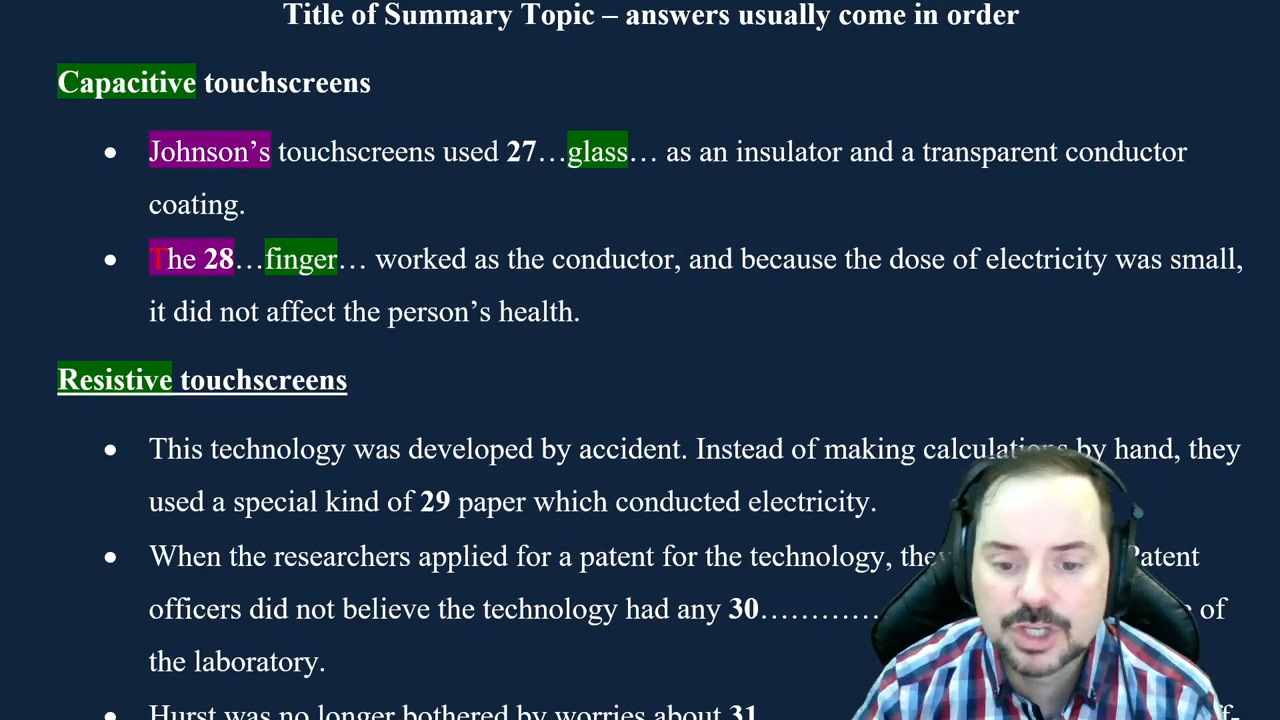 Title of Summary Topic – answers usually come in order
Capacitive touchscreens
• Johnson’s touchscreens used 27…glass… as an insulator and a transparent conductor
coating.
• The 28…finger… worked as the conductor, and because the dose of electricity was small,
it did not affect the person’s health.
Resistive touchscreens
• This technology was developed by accident. Instead of making calculations by hand, they
used a special kind of 29 paper which conducted electricity.
• When the researchers applied for a patent for the technology, they Patent
officers did not believe the technology had any 30………… of
the laboratory.
• Hurst was no longer bothered by worries about 31